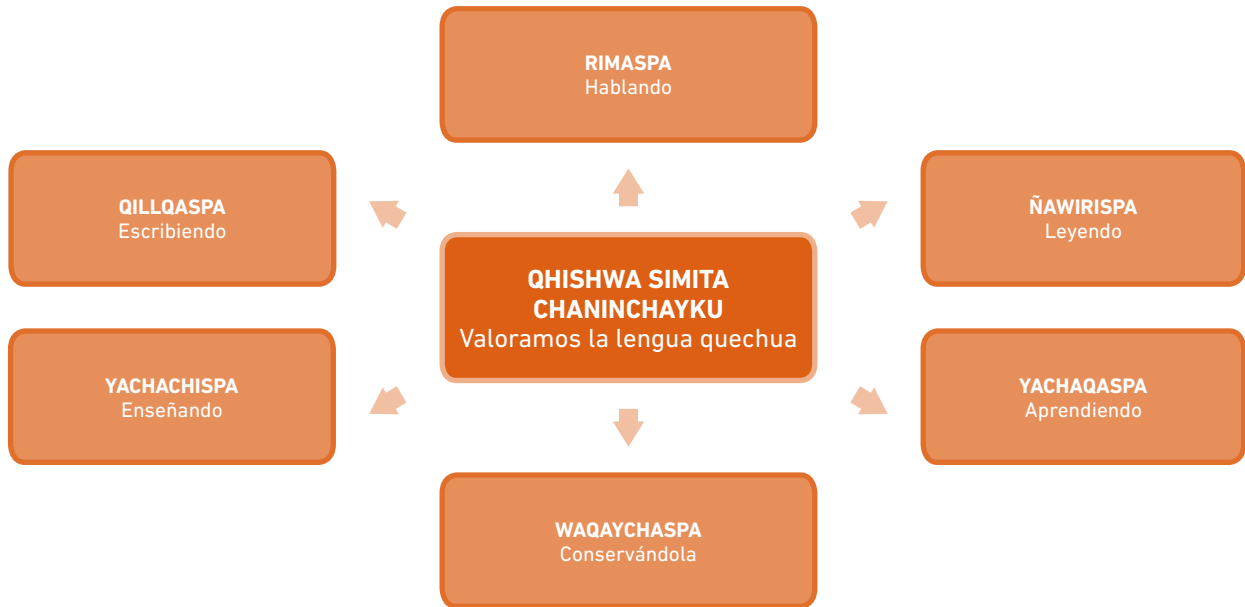 RIMASPA
Hablando
QILLQASPA
Escribiendo
ÑAWIRISPA
Leyendo
QHISHWA SIMITA
CHANINCHAYKU
Valoramos la lengua quechua
YACHACHISPA
Enseñando
YACHAQASPA
Aprendiendo
WAQAYCHASPA
Conservándola